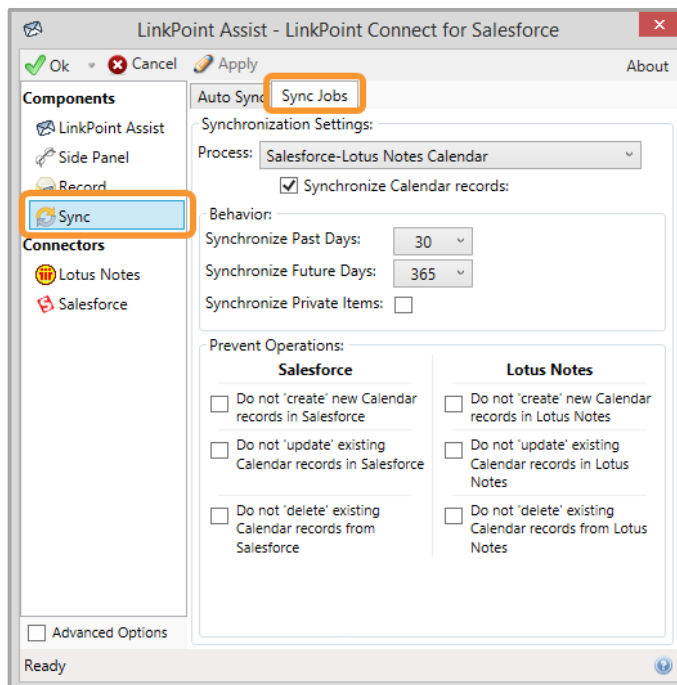 LinkPoint Assist - LinkPoint Connect for Salesforce
Ok Cancel Apply About
Components
LinkPoint Assist
Side Panel
Record
Sync
Connectors
Lotus Notes
Salesforce
Advanced Options
Auto Sync Sync Jobs
Synchronization Settings:
Process: Salesforce-Lotus Notes Calendar
Synchronize Calendar records:
Behavior:
Synchronize Past Days: 30
Synchronize Future Days: 365
Synchronize Private Items:
Prevent Operations:
Salesforce
Do not 'create' new Calendar
records in Salesforce
Do not 'update' existing
Calendar records in Salesforce
Do not 'delete' existing
Calendar records from
Salesforce
Lotus Notes
Do not 'create' new Calendar
records in Lotus Notes
Do not 'update' existing
Calendar records in Lotus
Notes
Do not 'delete' existing
Calendar records from Lotus
Notes
Ready